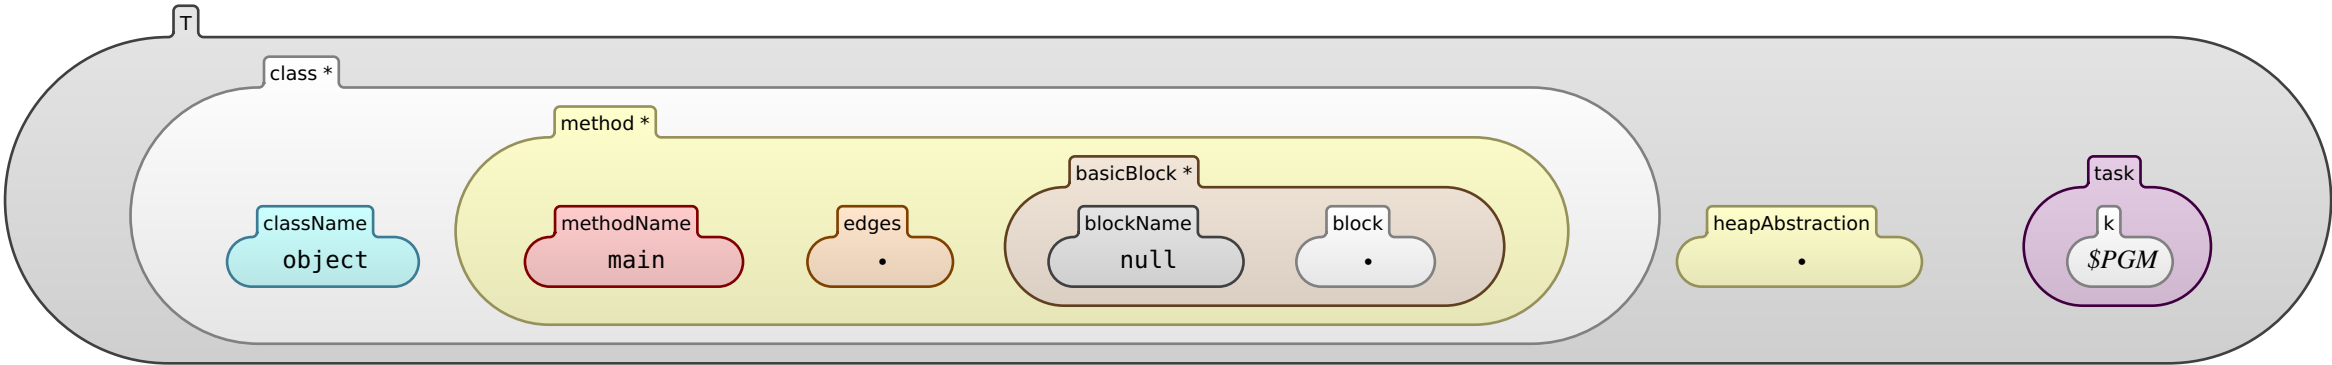 T
class *
method *
basicBlock *
task
className
methodName
edges
blockName
block
heapAbstraction
k
object
main
•
null
•
•
$PGM